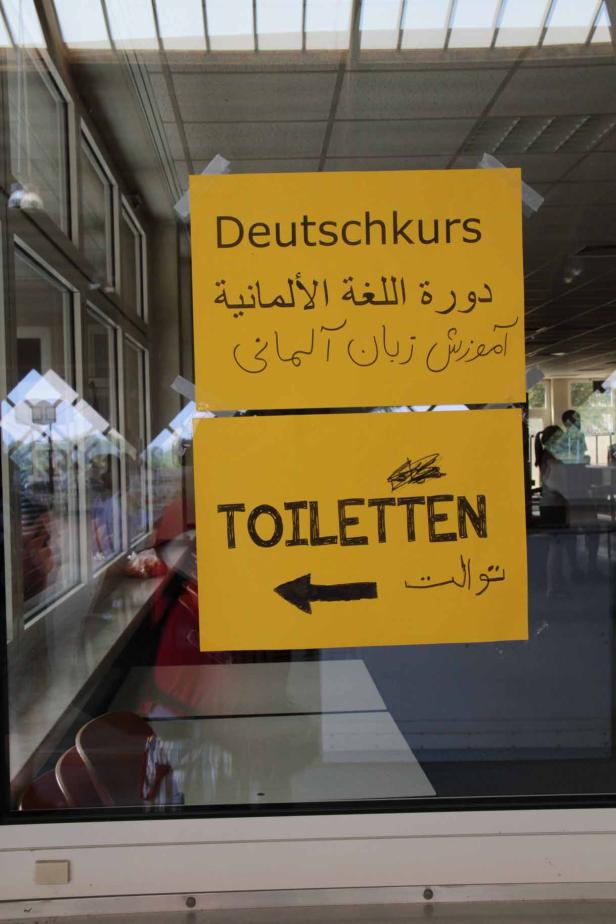 Deutschkurs
دورة اللغة الألمانية
آموزش زبان آلمانی
TOILETTEN
توالت